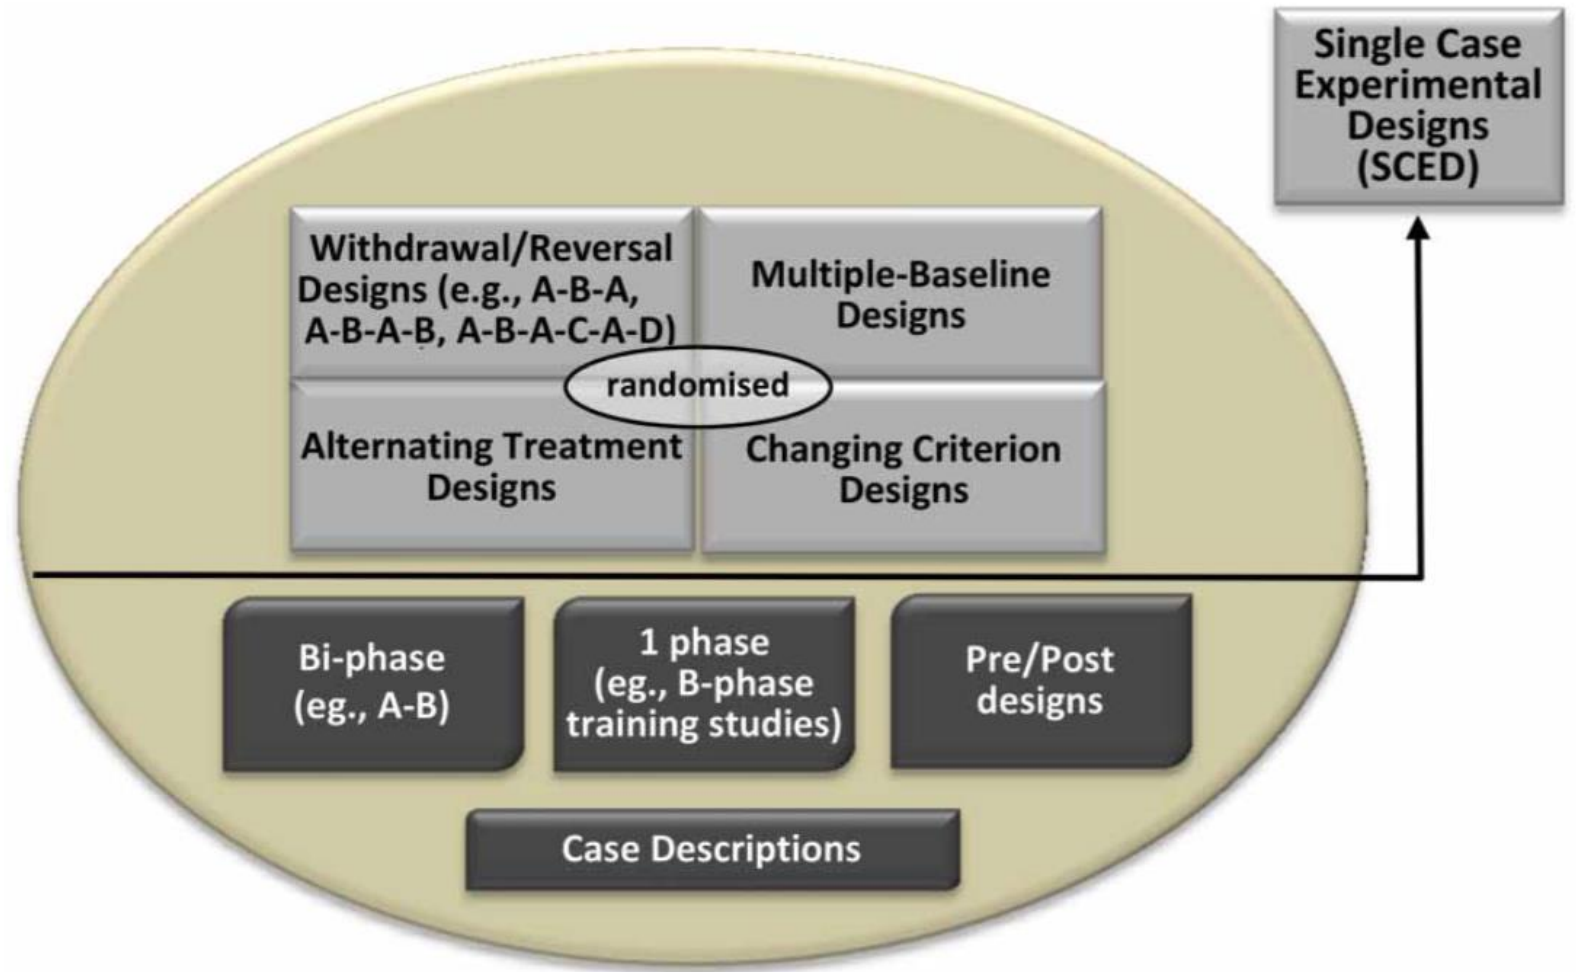 Single Case
Experimental
Designs
(SCED)
Withdrawal/Reversal
Designs (e.g., A-B-A,
A-B-A-B, A-B-A-C-A-D)
Multiple-Baseline
Designs
randomised
Alternating Treatment
Designs
Changing Criterion
Designs
Bi-phase
(eg., A-B)
1 phase
(eg., B-phase
training studies)
Pre/Post
designs
Case Descriptions